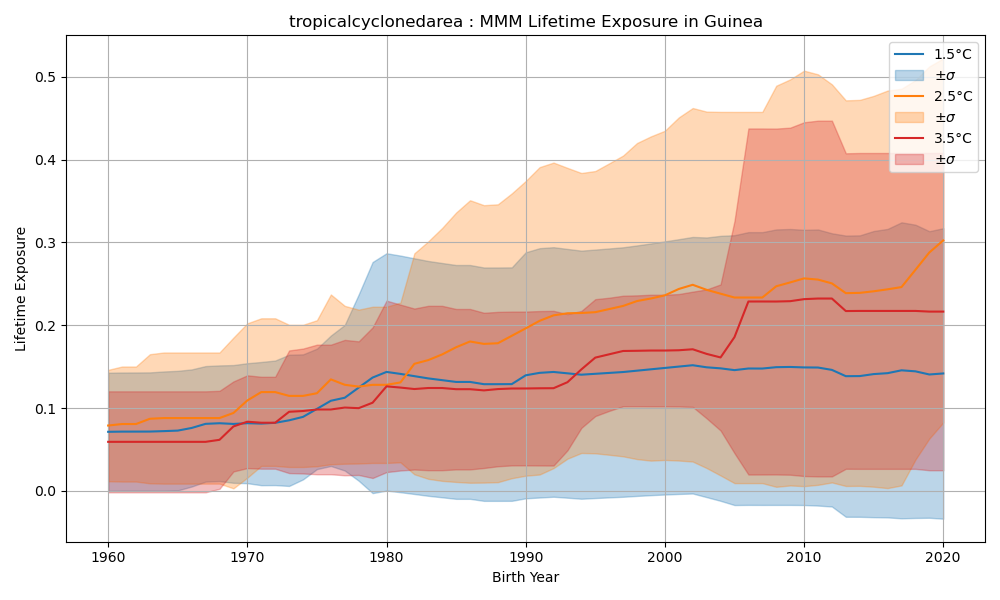 tropicalcyclonedarea : MMM Lifetime Exposure in Guinea
1.5°C
±σ
2.5°C
±σ
3.5°C
±σ
Lifetime Exposure
0.5
0.4
0.3
0.2
0.1
0.0
1960 1970 1980 1990 2000 2010 2020
Birth Year